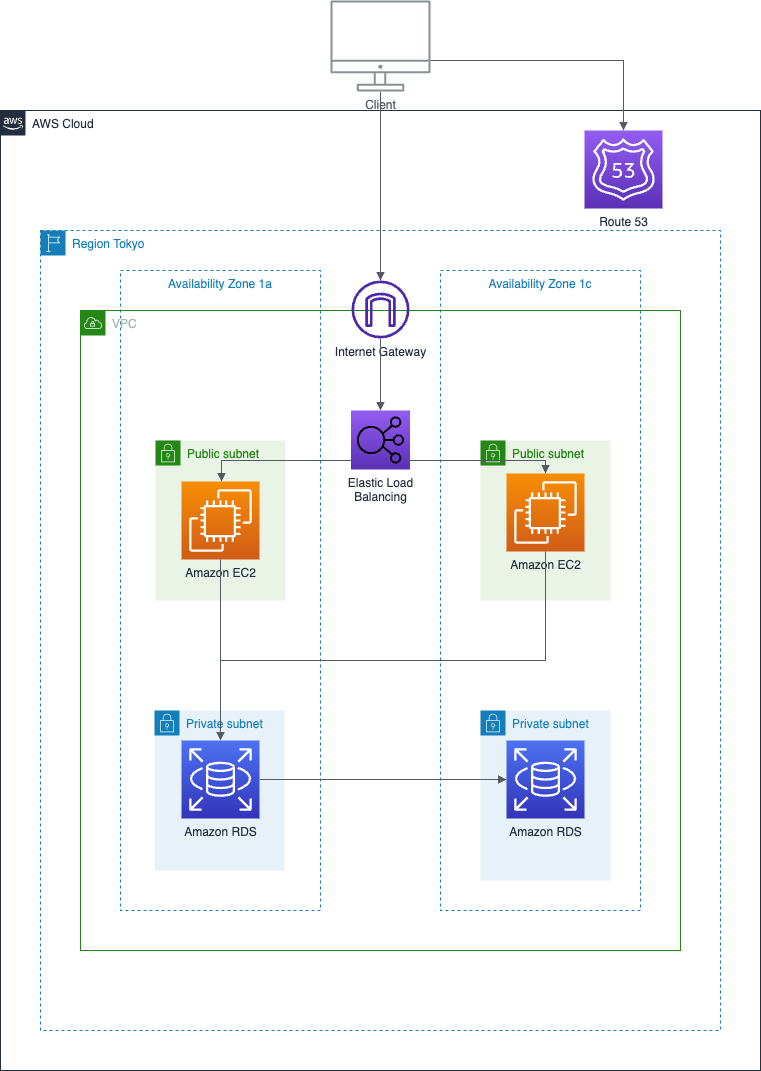 Client
aws
AWS Cloud
53
Route 53
Region Tokyo
Availability Zone 1a
Availability Zone 1c
VPC
Internet Gateway
Public subnet
Public subnet
Elastic Load
Balancing
Amazon EC2
Amazon EC2
Private subnet
Private subnet
Amazon RDS
Amazon RDS